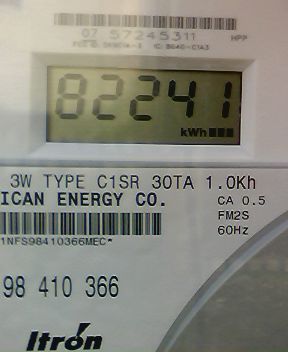 07 57245311 HPP
82241
kWh
3W TYPE C1SR 30TA 1.0Kh
ICAN ENERGY CO. CA 0.5
FM2S
1NFS98410366MEC* 60Hz
98 410 366
Itron